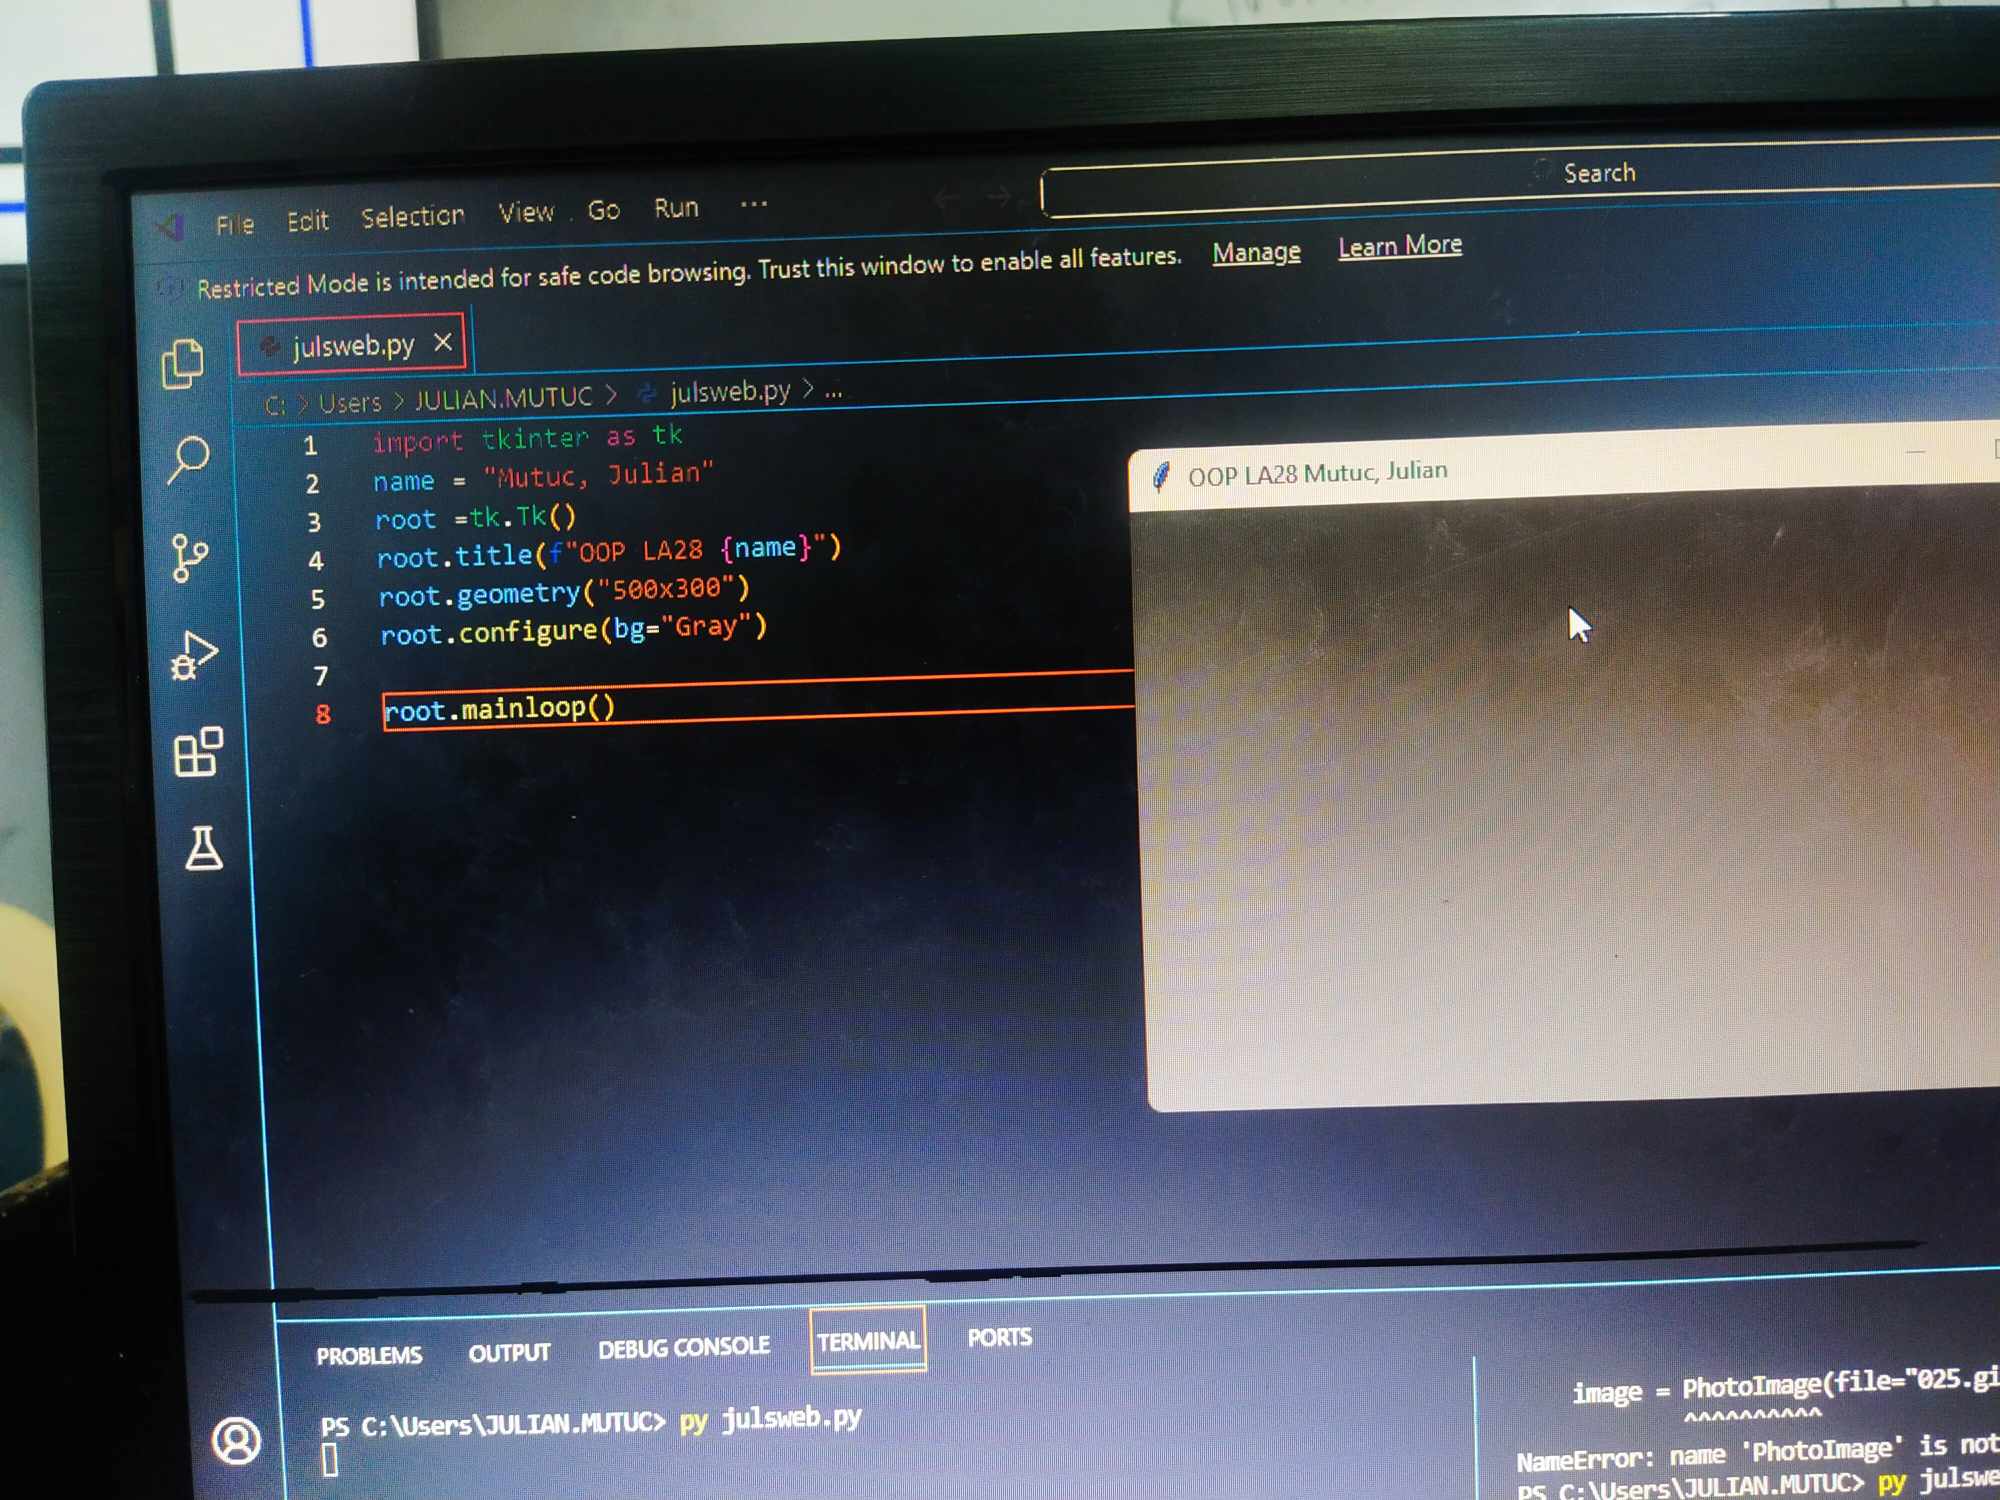 File Edit Selection View Go Run ...
Search
Restricted Mode is intended for safe code browsing. Trust this window to enable all features. Manage Learn More
julsweb.py
C: > Users > JULIAN.MUTUC > julsweb.py > ...
1 import tkinter as tk
2 name = "Mutuc, Julian"
3 root =tk.Tk()
4 root.title(f"OOP LA28 {name}")
5 root.geometry("500x300")
6 root.configure(bg="Gray")
7
8 root.mainloop()
OOP LA28 Mutuc, Julian
PROBLEMS OUTPUT DEBUG CONSOLE TERMINAL PORTS
PS C:\Users\JULIAN.MUTUC> py julsweb.py
image = PhotoImage(file="025.gi
^^^^^^^^^^
NameError: name 'PhotoImage' is not
PS C:\Users\JULIAN.MUTUC> py julswe